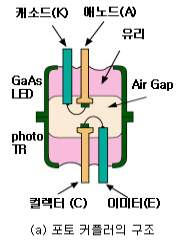 캐소드(K) 애노드(A)
유리
GaAs
LED
Air Gap
photo
TR
컬렉터 (C) 이미터(E)
(a) 포토 커플러의 구조